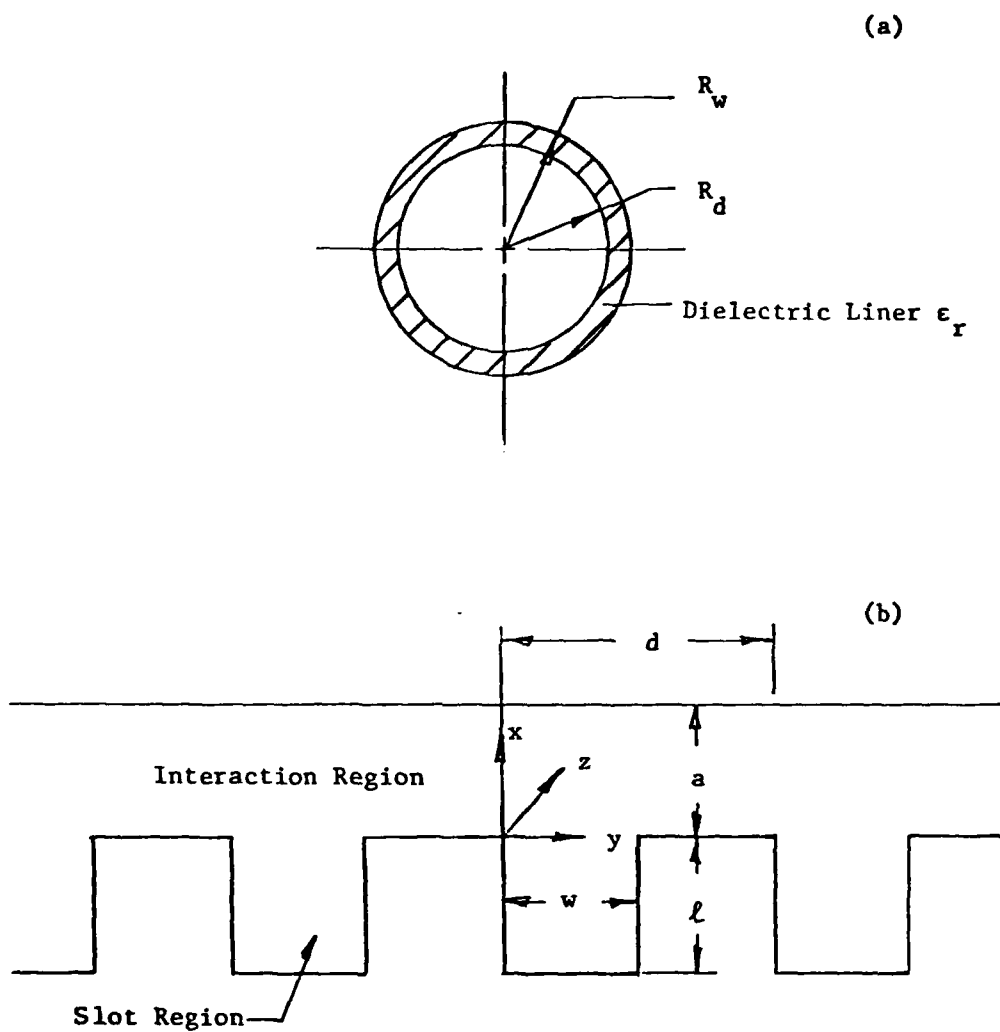 (a)
R_w
R_d
Dielectric Liner ε_r
(b)
d
x
Interaction Region
z
a
y
w
ℓ
Slot Region